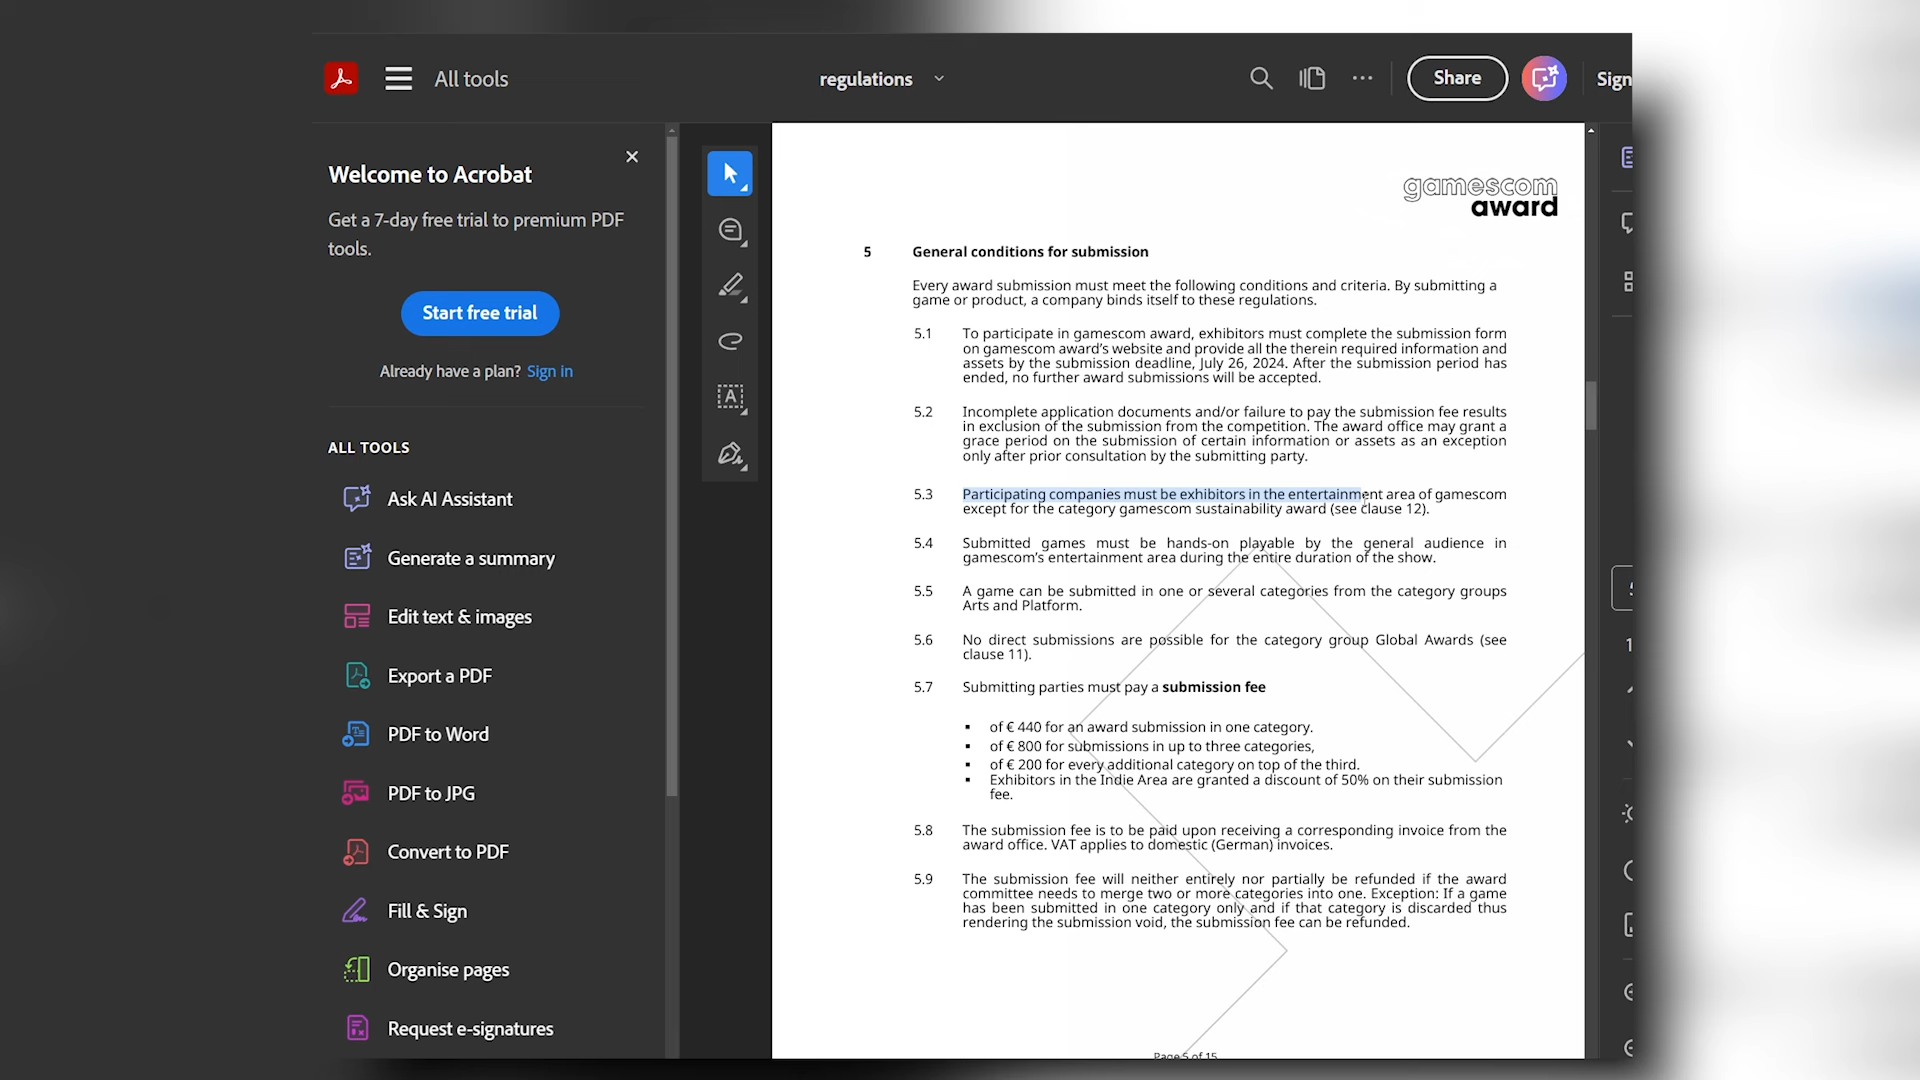 All tools
regulations
Share
Sign
Welcome to Acrobat
Get a 7-day free trial to premium PDF
tools.
Start free trial
Already have a plan? Sign in
ALL TOOLS
Ask AI Assistant
Generate a summary
Edit text & images
Export a PDF
PDF to Word
PDF to JPG
Convert to PDF
Fill & Sign
Organise pages
Request e-signatures
gamescom
award
5 General conditions for submission
Every award submission must meet the following conditions and criteria. By submitting a
game or product, a company binds itself to these regulations.
5.1 To participate in gamescom award, exhibitors must complete the submission form
on gamescom award's website and provide all the therein required information and
assets by the submission deadline, July 26, 2024. After the submission period has
ended, no further award submissions will be accepted.
5.2 Incomplete application documents and/or failure to pay the submission fee results
in exclusion of the submission from the competition. The award office may grant a
grace period on the submission of certain information or assets as an exception
only after prior consultation by the submitting party.
5.3 Participating companies must be exhibitors in the entertainment area of gamescom
except for the category gamescom sustainability award (see clause 12).
5.4 Submitted games must be hands-on playable by the general audience in
gamescom's entertainment area during the entire duration of the show.
5.5 A game can be submitted in one or several categories from the category groups
Arts and Platform.
5.6 No direct submissions are possible for the category group Global Awards (see
clause 11).
5.7 Submitting parties must pay a submission fee
▪ of € 440 for an award submission in one category.
▪ of € 800 for submissions in up to three categories,
▪ of € 200 for every additional category on top of the third.
▪ Exhibitors in the Indie Area are granted a discount of 50% on their submission
fee.
5.8 The submission fee is to be paid upon receiving a corresponding invoice from the
award office. VAT applies to domestic (German) invoices.
5.9 The submission fee will neither entirely nor partially be refunded if the award
committee needs to merge two or more categories into one. Exception: If a game
has been submitted in one category only and if that category is discarded thus
rendering the submission void, the submission fee can be refunded.
Page 5 of 15